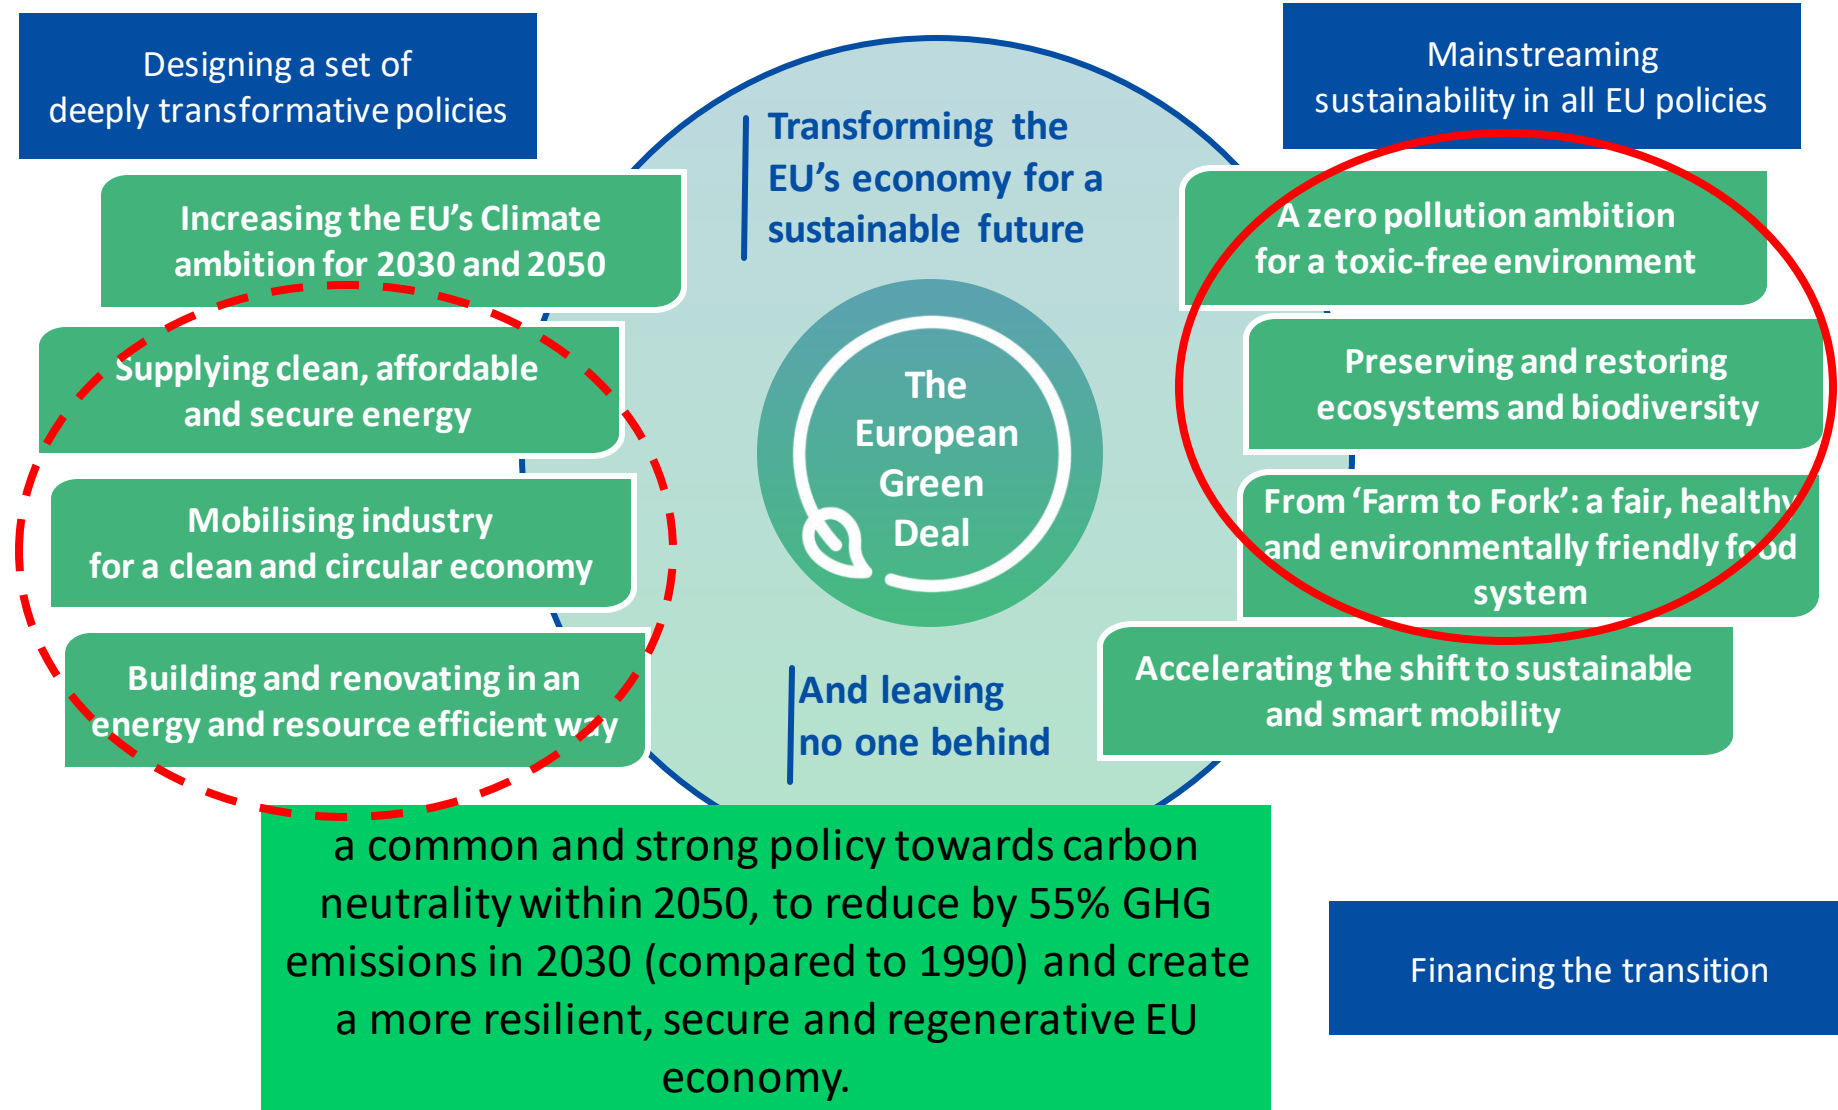 Designing a set of
deeply transformative policies
Mainstreaming
sustainability in all EU policies
Transforming the
EU’s economy for a
sustainable future
Increasing the EU’s Climate
ambition for 2030 and 2050
Supplying clean, affordable
and secure energy
Mobilising industry
for a clean and circular economy
Building and renovating in an
energy and resource efficient way
The
European
Green
Deal
A zero pollution ambition
for a toxic-free environment
Preserving and restoring
ecosystems and biodiversity
From ‘Farm to Fork’: a fair, healthy
and environmentally friendly food
system
Accelerating the shift to sustainable
and smart mobility
And leaving
no one behind
a common and strong policy towards carbon
neutrality within 2050, to reduce by 55% GHG
emissions in 2030 (compared to 1990) and create
a more resilient, secure and regenerative EU
economy.
Financing the transition